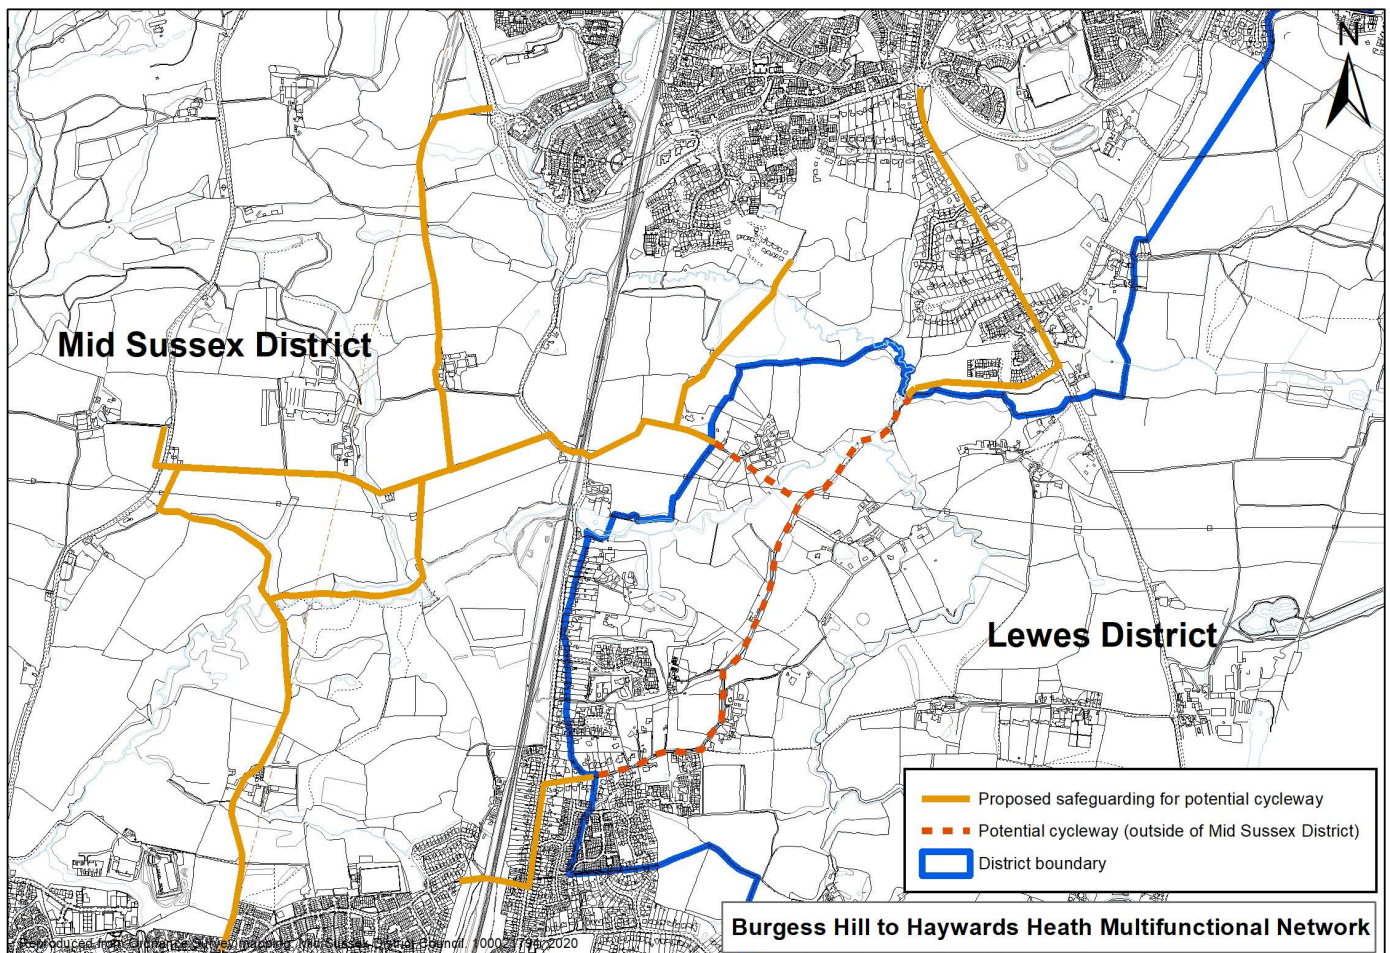 N
Mid Sussex District
Lewes District
Proposed safeguarding for potential cycleway
Potential cycleway (outside of Mid Sussex District)
District boundary
Burgess Hill to Haywards Heath Multifunctional Network
Reproduced from Ordnance Survey mapping. Mid Sussex District Council. 100021794, 2020